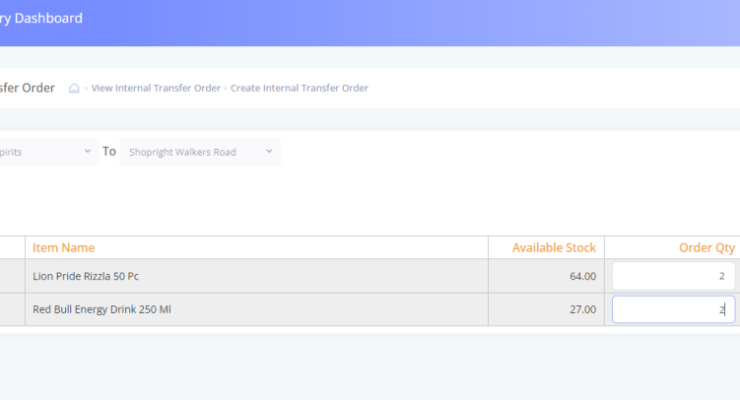 ry Dashboard
sfer Order - View Internal Transfer Order - Create Internal Transfer Order
pirits To Shopright Walkers Road
Item Name Available Stock Order Qty
Lion Pride Rizzla 50 Pc 64.00 2
Red Bull Energy Drink 250 Ml 27.00 2